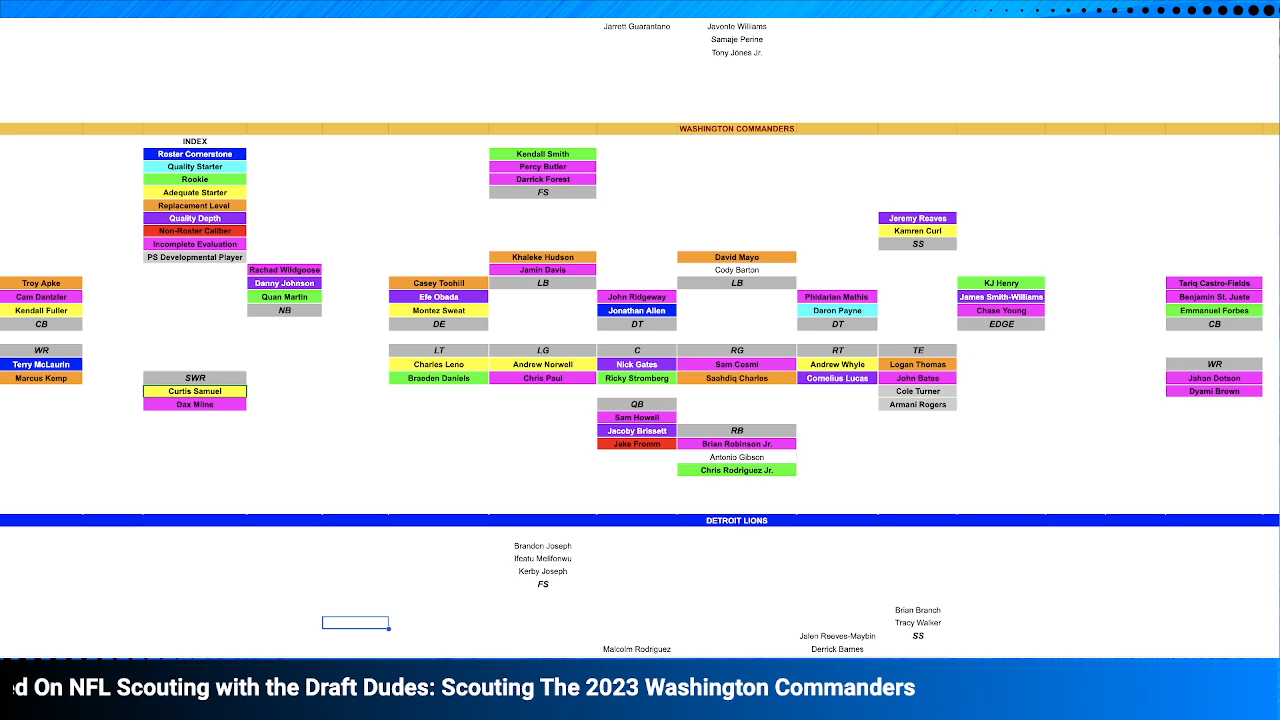 Jarrett Guarantano
Javonte Williams
Samaje Perine
Tony Jones Jr.
WASHINGTON COMMANDERS
INDEX
Roster Cornerstone
Quality Starter
Rookie
Adequate Starter
Replacement Level
Quality Depth
Non-Roster Caliber
Incomplete Evaluation
PS Developmental Player
Kendall Smith
Percy Butler
Darrick Forest
FS
Jeremy Reaves
Kamren Curl
SS
Khaleke Hudson
Jamin Davis
LB
David Mayo
Cody Barton
LB
Troy Apke
Cam Dantzler
Kendall Fuller
CB
Rachad Wildgoose
Danny Johnson
Quan Martin
NB
Casey Toohill
Efe Obada
Montez Sweat
DE
John Ridgeway
Jonathan Allen
DT
Phidarian Mathis
Daron Payne
DT
KJ Henry
James Smith-Williams
Chase Young
EDGE
Tariq Castro-Fields
Benjamin St. Juste
Emmanuel Forbes
CB
WR
Terry McLaurin
Marcus Kemp
SWR
Curtis Samuel
Dax Milne
LT
Charles Leno
Braeden Daniels
LG
Andrew Norwell
Chris Paul
C
Nick Gates
Ricky Stromberg
RG
Sam Cosmi
Saahdiq Charles
RT
Andrew Whyle
Cornelius Lucas
TE
Logan Thomas
John Bates
Cole Turner
Armani Rogers
WR
Jahan Dotson
Dyami Brown
QB
Sam Howell
Jacoby Brissett
Jake Fromm
RB
Brian Robinson Jr.
Antonio Gibson
Chris Rodriguez Jr.
DETROIT LIONS
Brandon Joseph
Ifeatu Melifonwu
Kerby Joseph
FS
Brian Branch
Tracy Walker
SS
Malcolm Rodriguez
Jalen Reeves-Maybin
Derrick Barnes
ed On NFL Scouting with the Draft Dudes: Scouting The 2023 Washington Commanders